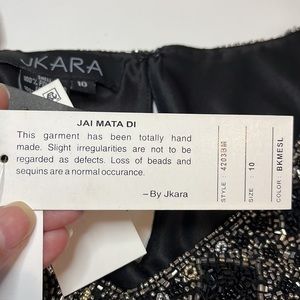 JKARA
10
JAI MATA DI
This garment has been totally hand
made. Slight irregularities are not to be
regarded as defects. Loss of beads and
sequins are a normal occurance.
—By Jkara
STYLE: 4203BM
SIZE: 10
COLOR: BKMESL